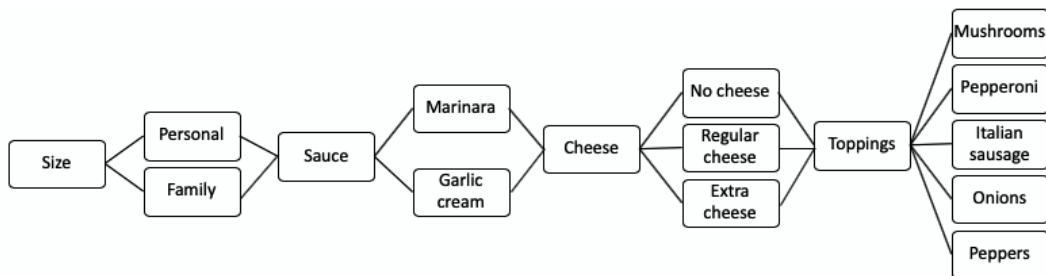 Size
Personal
Family
Sauce
Marinara
Garlic
cream
Cheese
No cheese
Regular
cheese
Extra
cheese
Toppings
Mushrooms
Pepperoni
Italian
sausage
Onions
Peppers